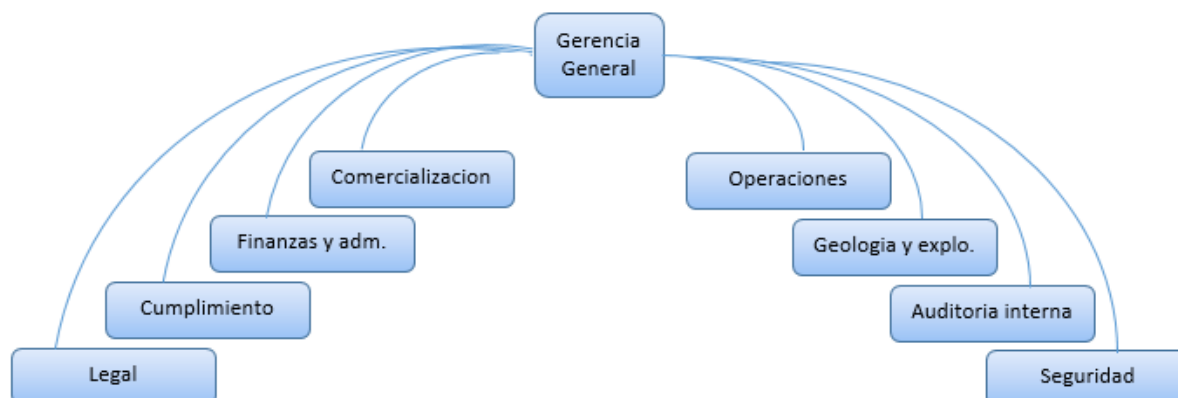 Gerencia
General
Comercializacion
Operaciones
Finanzas y adm.
Geologia y explo.
Cumplimiento
Auditoria interna
Legal
Seguridad